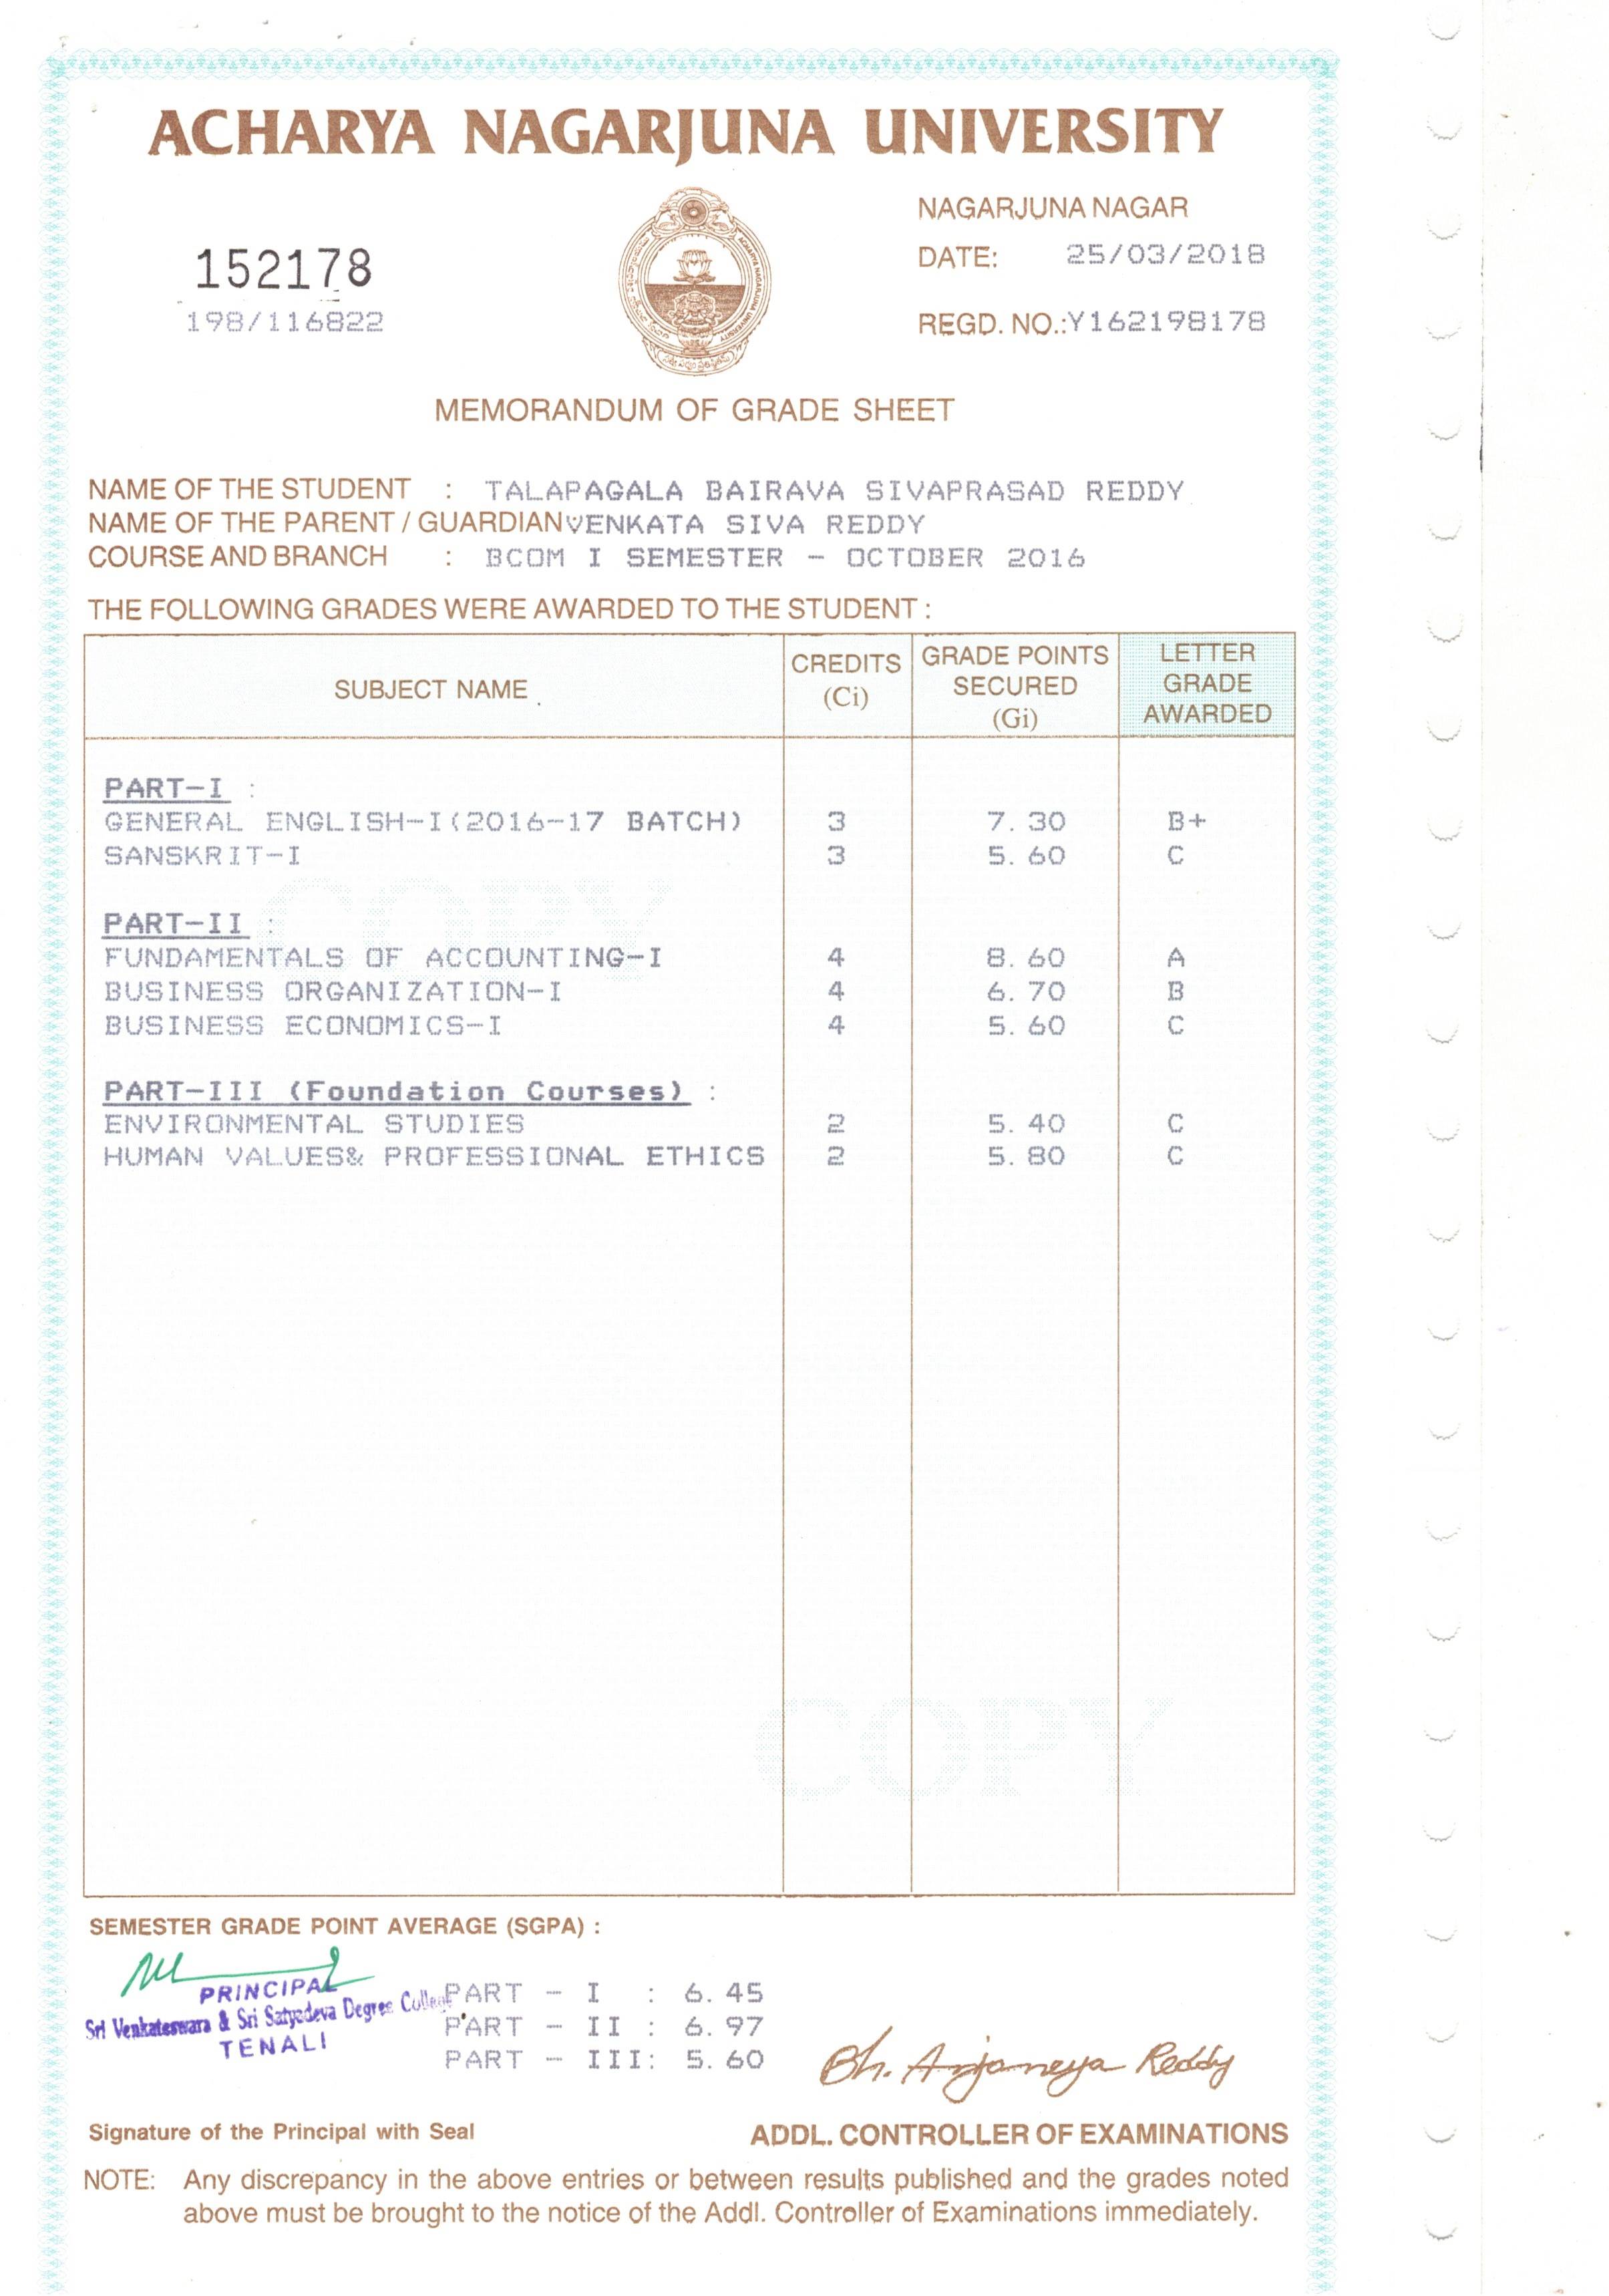 ACHARYA NAGARJUNA UNIVERSITY
NAGARJUNA NAGAR
152178
DATE: 25/03/2018
198/116822
REGD. NO.:Y162198178
MEMORANDUM OF GRADE SHEET
NAME OF THE STUDENT : TALAPAGALA BAIRAVA SIVAPRASAD REDDY
NAME OF THE PARENT / GUARDIAN VENKATA SIVA REDDY
COURSE AND BRANCH : BCOM I SEMESTER - OCTOBER 2016
THE FOLLOWING GRADES WERE AWARDED TO THE STUDENT :
SUBJECT NAME CREDITS (Ci) GRADE POINTS SECURED (Gi) LETTER GRADE AWARDED
PART-I :
GENERAL ENGLISH-I(2016-17 BATCH) 3 7.30 B+
SANSKRIT-I 3 5.60 C
COPY
PART-II :
FUNDAMENTALS OF ACCOUNTING-I 4 8.60 A
BUSINESS ORGANIZATION-I 4 6.70 B
BUSINESS ECONOMICS-I 4 5.60 C
PART-III (Foundation Courses) :
ENVIRONMENTAL STUDIES 2 5.40 C
HUMAN VALUES& PROFESSIONAL ETHICS 2 5.80 C
COPY
SEMESTER GRADE POINT AVERAGE (SGPA) :
PRINCIPAL
Sri Venkateswara & Sri Satyadeva Degree College
TENALI
PART - I : 6.45
PART - II : 6.97
PART - III: 5.60
Bh. Anjaneya Reddy
Signature of the Principal with Seal
ADDL. CONTROLLER OF EXAMINATIONS
NOTE: Any discrepancy in the above entries or between results published and the grades noted
above must be brought to the notice of the Addl. Controller of Examinations immediately.